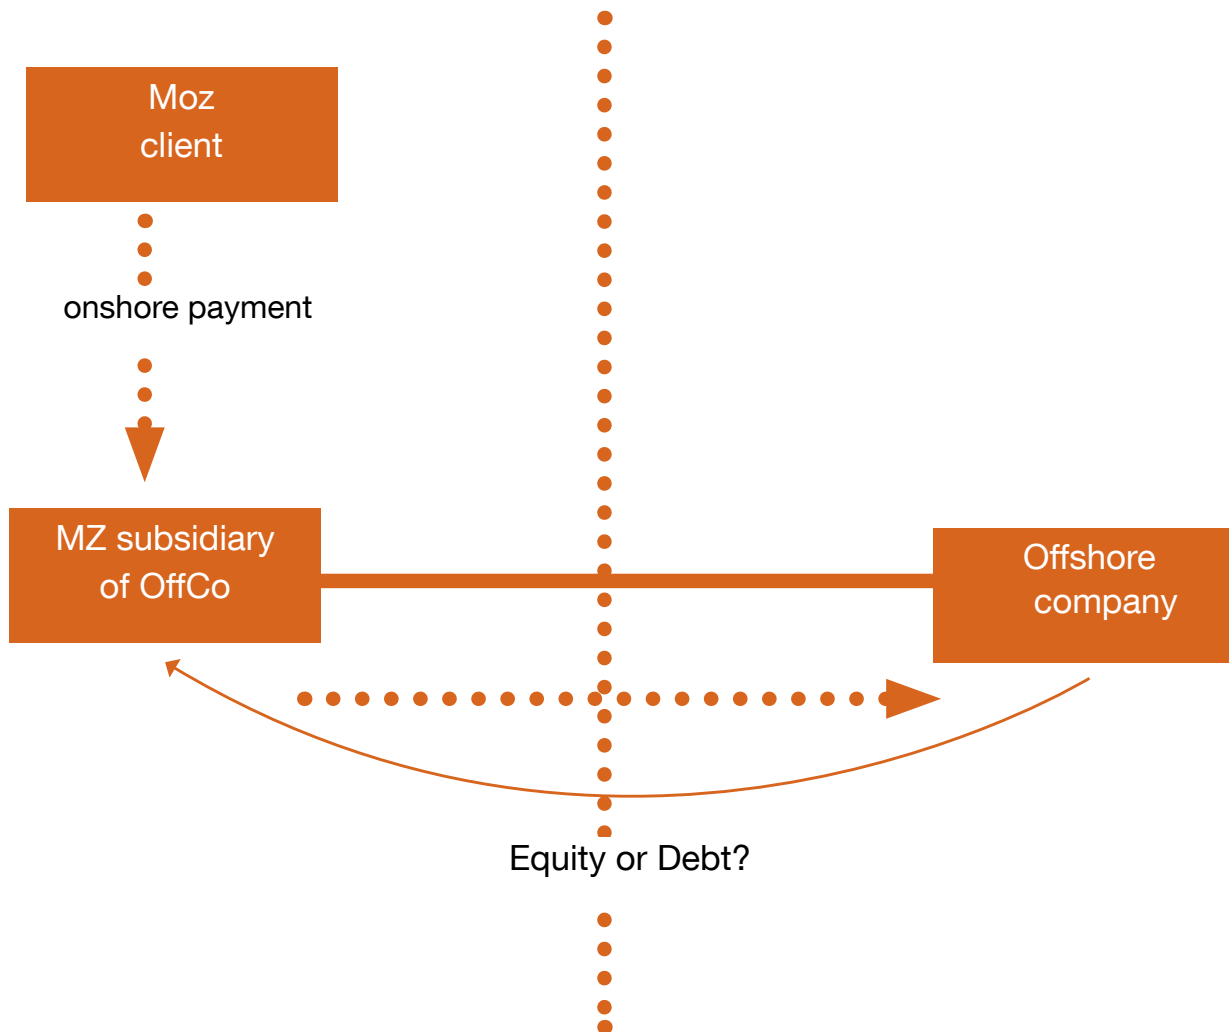 Moz
client
onshore payment
MZ subsidiary
of OffCo
Offshore
company
Equity or Debt?